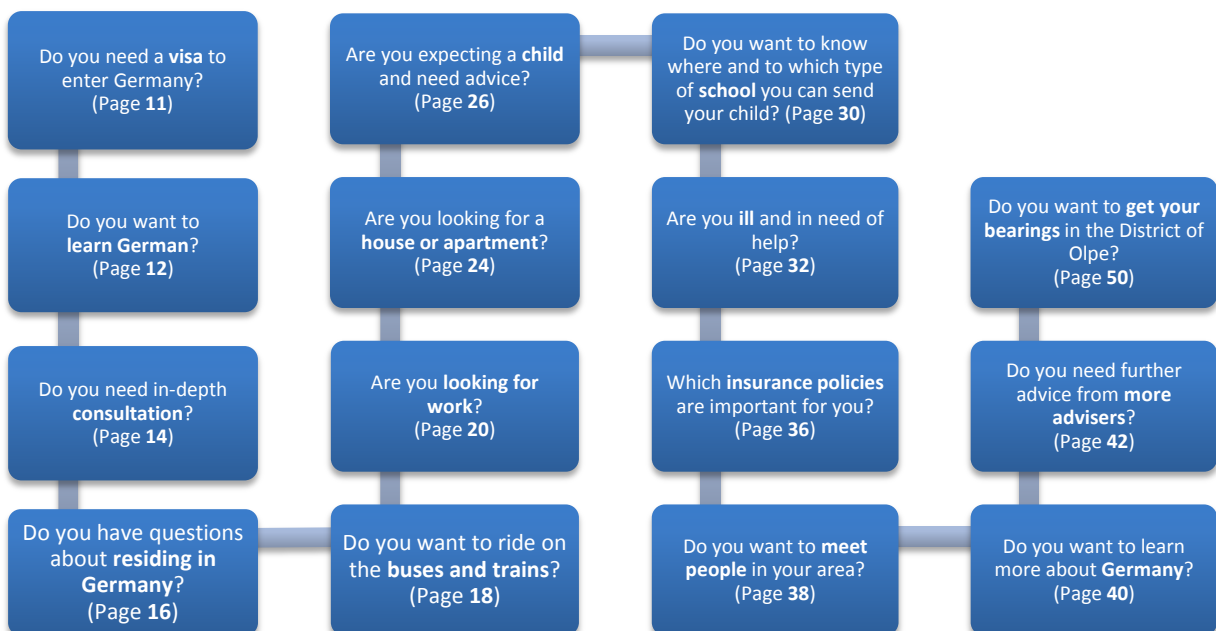 Do you need a visa to
enter Germany?
(Page 11)
Do you want to
learn German?
(Page 12)
Do you need in-depth
consultation?
(Page 14)
Do you have questions
about residing in
Germany?
(Page 16)
Do you want to ride on
the buses and trains?
(Page 18)
Are you looking for
work?
(Page 20)
Are you looking for a
house or apartment?
(Page 24)
Are you expecting a child
and need advice?
(Page 26)
Do you want to know
where and to which type
of school you can send
your child? (Page 30)
Are you ill and in need of
help?
(Page 32)
Which insurance policies
are important for you?
(Page 36)
Do you want to meet
people in your area?
(Page 38)
Do you want to learn
more about Germany?
(Page 40)
Do you need further
advice from more
advisers?
(Page 42)
Do you want to get your
bearings in the District of
Olpe?
(Page 50)